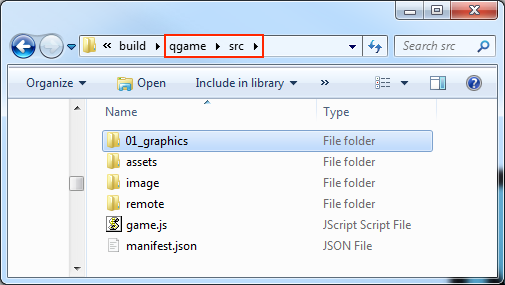 « build qgame src Search src
Organize Open Include in library »
Name Type
01_graphics File folder
assets File folder
image File folder
remote File folder
game.js JScript Script File
manifest.json JSON File